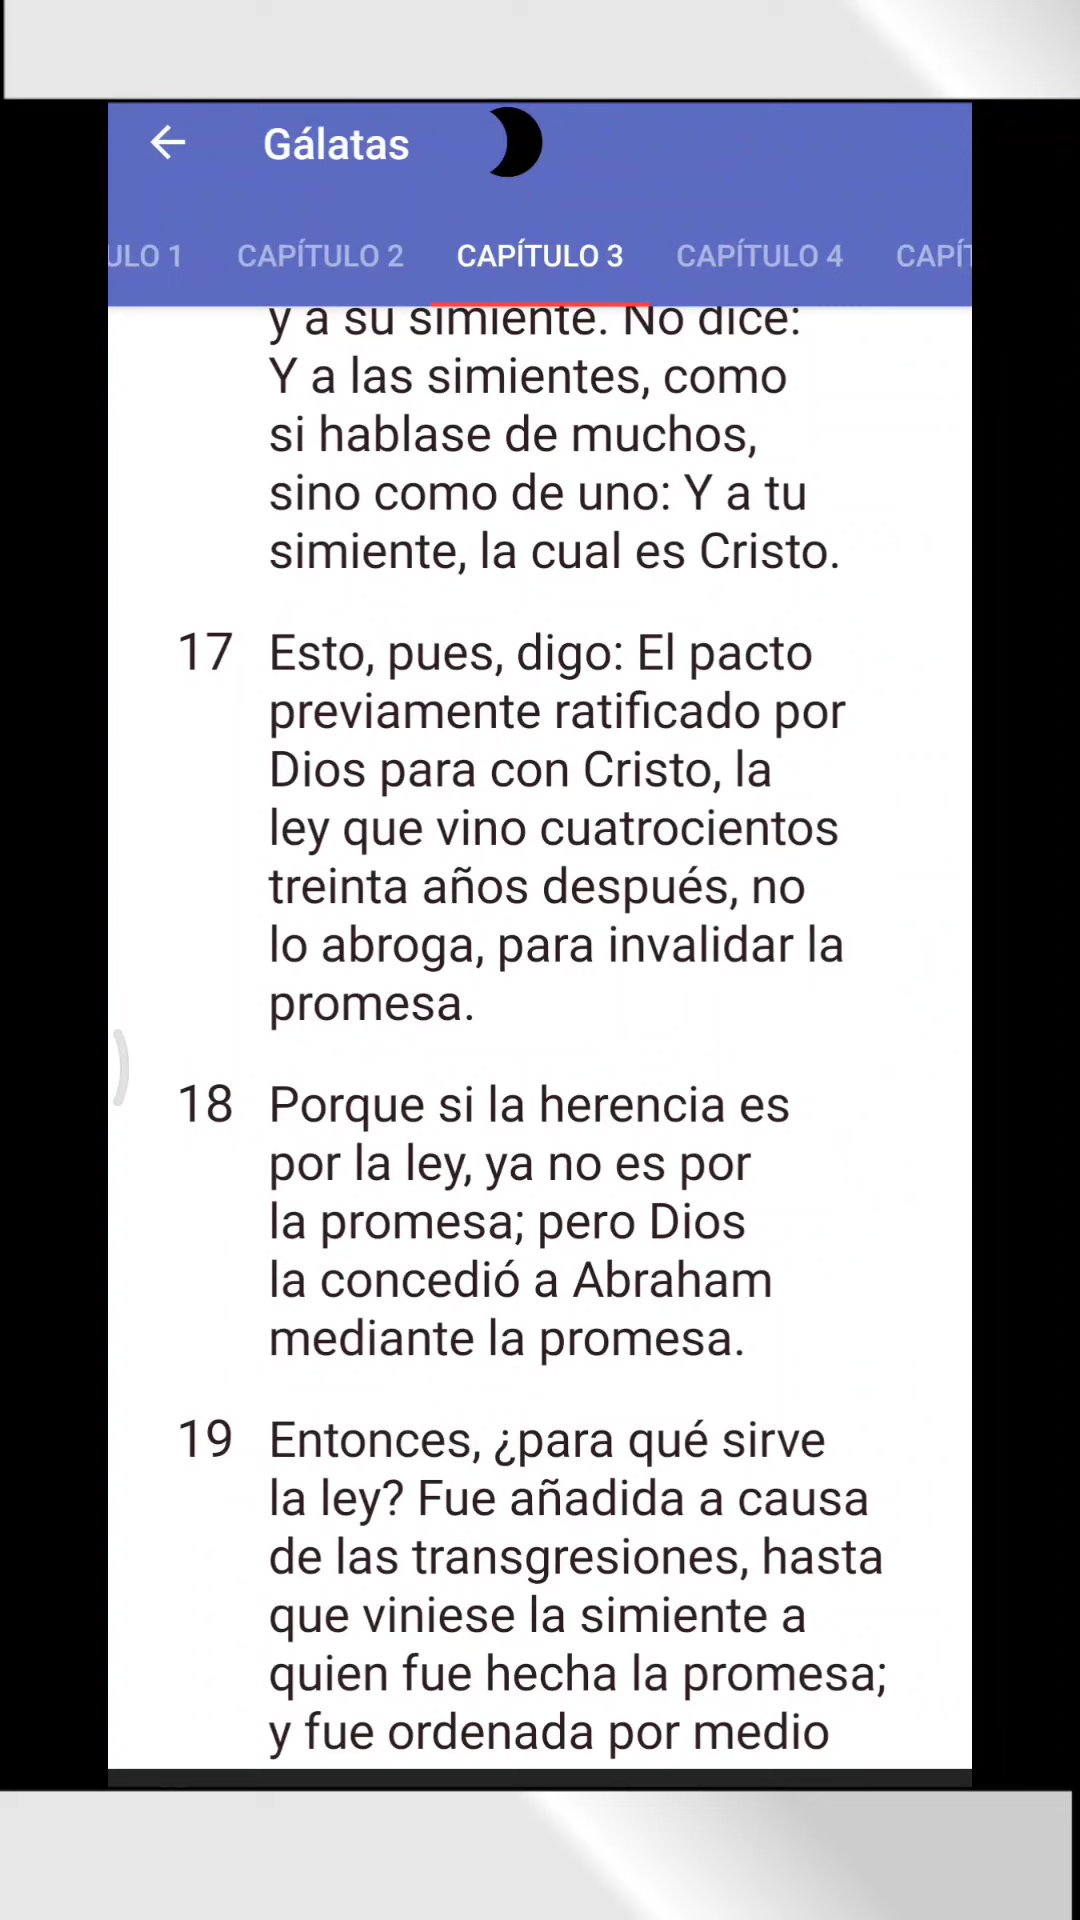 Gálatas
ULO 1 CAPÍTULO 2 CAPÍTULO 3 CAPÍTULO 4 CAPÍT
y a su simiente. No dice:
Y a las simientes, como
si hablase de muchos,
sino como de uno: Y a tu
simiente, la cual es Cristo.
17 Esto, pues, digo: El pacto
previamente ratificado por
Dios para con Cristo, la
ley que vino cuatrocientos
treinta años después, no
lo abroga, para invalidar la
promesa.
18 Porque si la herencia es
por la ley, ya no es por
la promesa; pero Dios
la concedió a Abraham
mediante la promesa.
19 Entonces, ¿para qué sirve
la ley? Fue añadida a causa
de las transgresiones, hasta
que viniese la simiente a
quien fue hecha la promesa;
y fue ordenada por medio